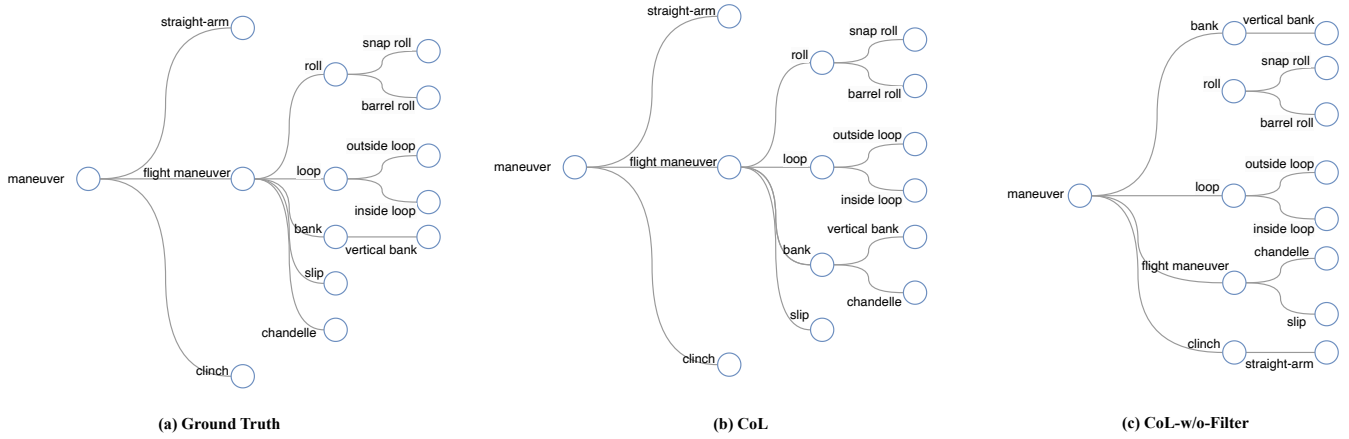 straight-arm
snap roll
roll
barrel roll
outside loop
maneuver
flight maneuver
loop
inside loop
bank
vertical bank
slip
chandelle
clinch
(a) Ground Truth
straight-arm
snap roll
roll
barrel roll
outside loop
maneuver
flight maneuver
loop
inside loop
vertical bank
bank
chandelle
slip
clinch
(b) CoL
bank
vertical bank
snap roll
roll
barrel roll
outside loop
maneuver
loop
inside loop
chandelle
flight maneuver
slip
clinch
straight-arm
(c) CoL-w/o-Filter